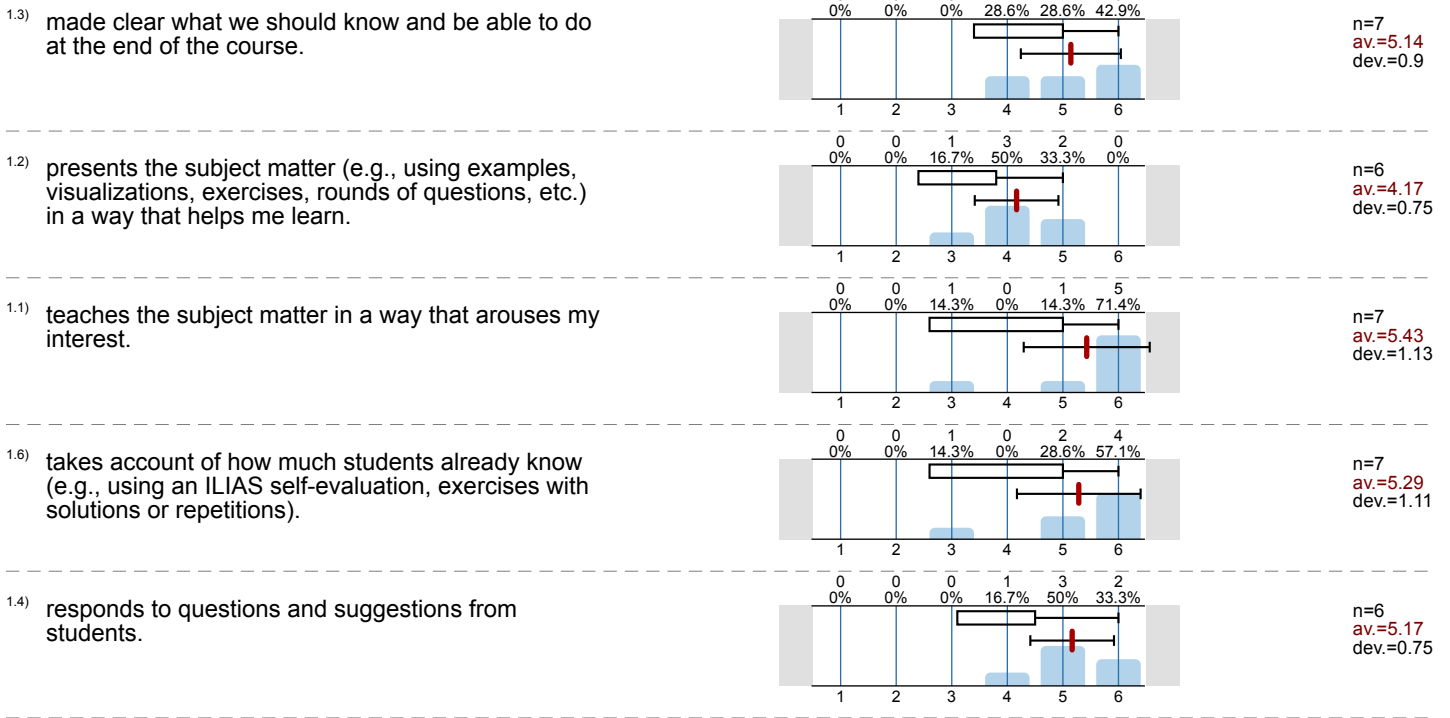 1.3) made clear what we should know and be able to do
at the end of the course.
0% 0% 0% 28.6% 28.6% 42.9%
1 2 3 4 5 6
n=7
av.=5.14
dev.=0.9
1.2) presents the subject matter (e.g., using examples,
visualizations, exercises, rounds of questions, etc.)
in a way that helps me learn.
0 0 1 3 2 0
0% 0% 16.7% 50% 33.3% 0%
1 2 3 4 5 6
n=6
av.=4.17
dev.=0.75
1.1) teaches the subject matter in a way that arouses my
interest.
0 0 1 0 1 5
0% 0% 14.3% 0% 14.3% 71.4%
1 2 3 4 5 6
n=7
av.=5.43
dev.=1.13
1.6) takes account of how much students already know
(e.g., using an ILIAS self-evaluation, exercises with
solutions or repetitions).
0 0 1 0 2 4
0% 0% 14.3% 0% 28.6% 57.1%
1 2 3 4 5 6
n=7
av.=5.29
dev.=1.11
1.4) responds to questions and suggestions from
students.
0 0 0 1 3 2
0% 0% 0% 16.7% 50% 33.3%
1 2 3 4 5 6
n=6
av.=5.17
dev.=0.75